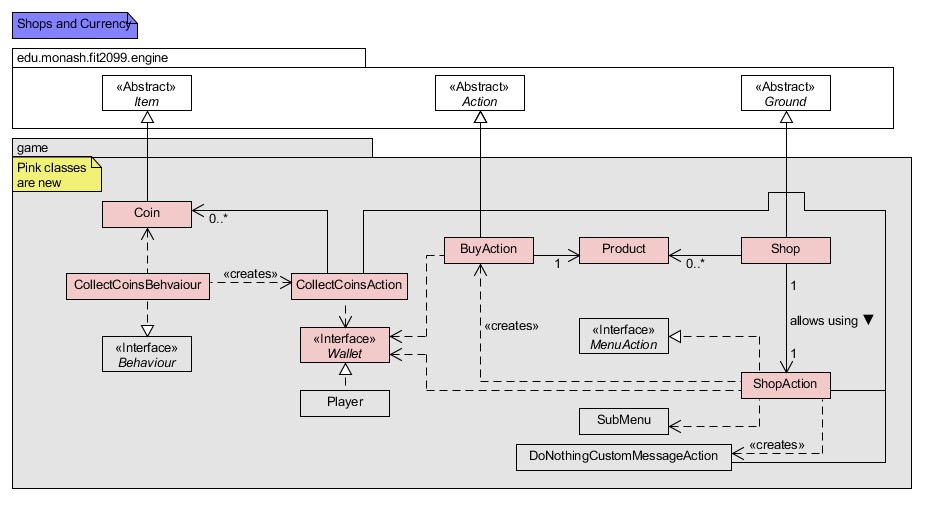 Shops and Currency
edu.monash.fit2099.engine
«Abstract»
Item
«Abstract»
Action
«Abstract»
Ground
game
Pink classes
are new
Coin
0..*
BuyAction
1
Product
0..*
Shop
1
CollectCoinsBehvaiour
«creates»
CollectCoinsAction
«creates»
allows using ▼
1
«Interface»
Wallet
«Interface»
MenuAction
«Interface»
Behaviour
ShopAction
Player
SubMenu
«creates»
DoNothingCustomMessageAction